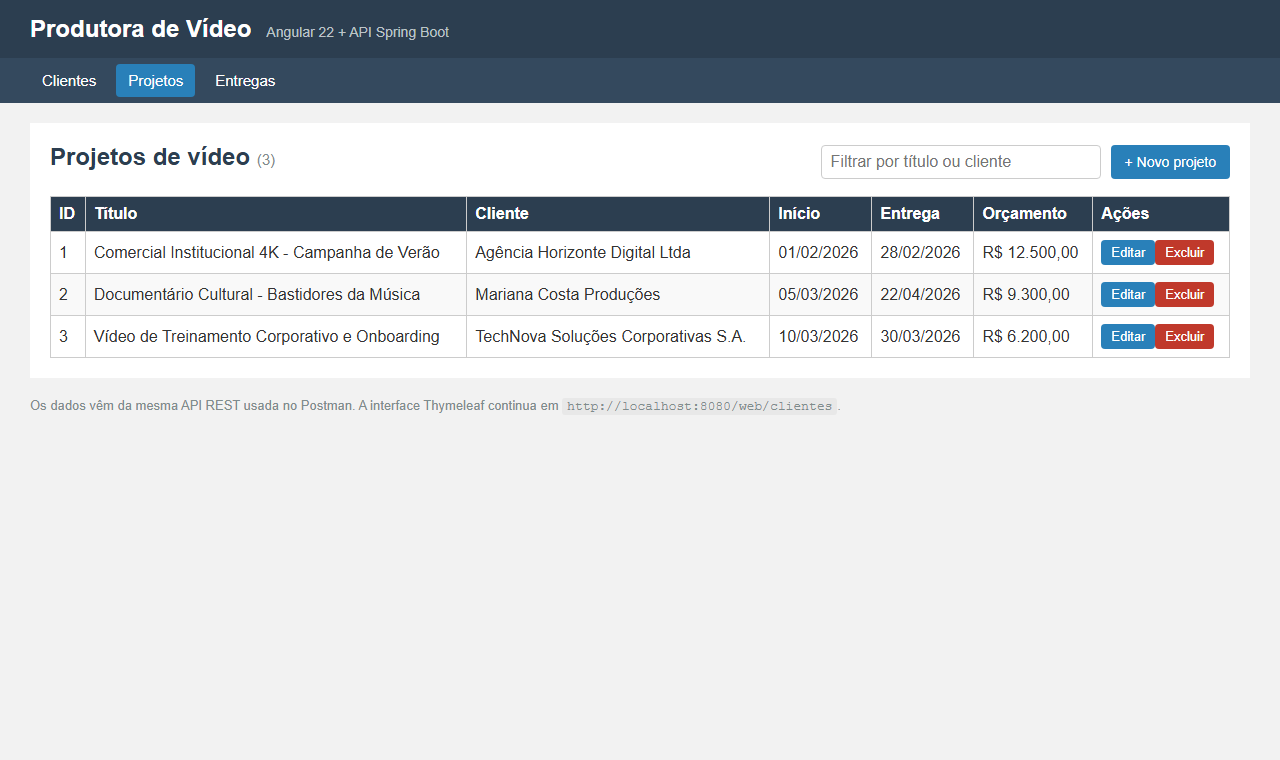 Produtora de Vídeo Angular 22 + API Spring Boot
Clientes Projetos Entregas
Projetos de vídeo (3) Filtrar por título ou cliente + Novo projeto
ID Título Cliente Início Entrega Orçamento Ações
1 Comercial Institucional 4K - Campanha de Verão Agência Horizonte Digital Ltda 01/02/2026 28/02/2026 R$ 12.500,00 Editar Excluir
2 Documentário Cultural - Bastidores da Música Mariana Costa Produções 05/03/2026 22/04/2026 R$ 9.300,00 Editar Excluir
3 Vídeo de Treinamento Corporativo e Onboarding TechNova Soluções Corporativas S.A. 10/03/2026 30/03/2026 R$ 6.200,00 Editar Excluir
Os dados vêm da mesma API REST usada no Postman. A interface Thymeleaf continua em http://localhost:8080/web/clientes.